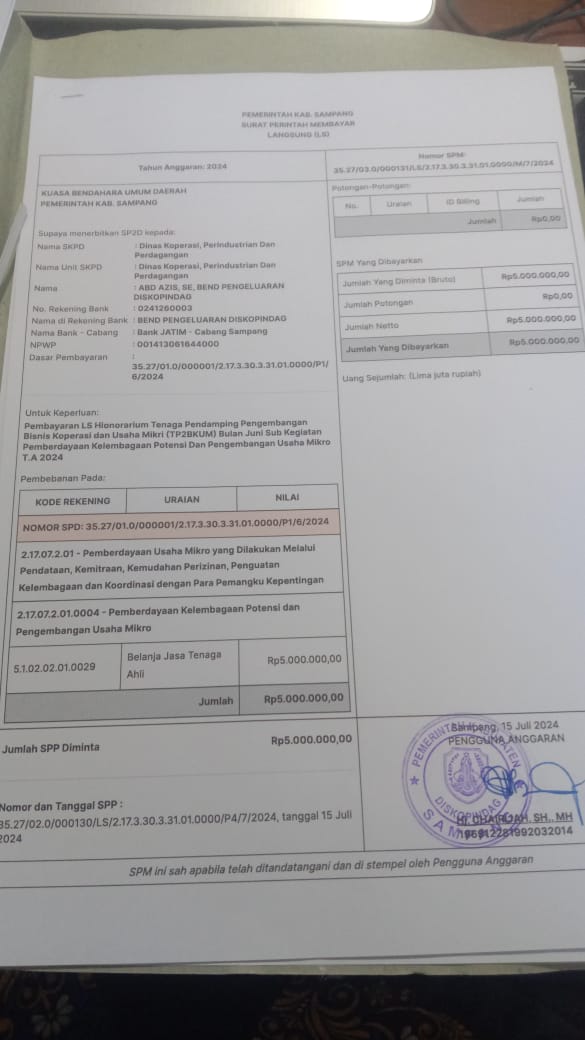 PEMERINTAH KAB. SAMPANG
SURAT PERINTAH MEMBAYAR
LANGSUNG (LS)
Tahun Anggaran: 2024
Nomor SPM:
35.27/03.0/000131/LS/2.17.3.30.3.31.01.0000/M/7/2024
KUASA BENDAHARA UMUM DAERAH
PEMERINTAH KAB. SAMPANG
Supaya menerbitkan SP2D kepada:
Nama SKPD : Dinas Koperasi, Perindustrian Dan
Perdagangan
Nama Unit SKPD : Dinas Koperasi, Perindustrian Dan
Perdagangan
Nama : ABD AZIS, SE, BEND PENGELUARAN
DISKOPINDAG
No. Rekening Bank : 0241260003
Nama di Rekening Bank : BEND PENGELUARAN DISKOPINDAG
Nama Bank - Cabang : Bank JATIM - Cabang Sampang
NPWP : 001413061644000
Dasar Pembayaran :
35.27/01.0/000001/2.17.3.30.3.31.01.0000/P1/
6/2024
Untuk Keperluan:
Pembayaran LS Hionorarium Tenaga Pendamping Pengembangan
Bisnis Koperasi dan Usaha Mikri (TP2BKUM) Bulan Juni Sub Kegiatan
Pemberdayaan Kelembagaan Potensi Dan Pengembangan Usaha Mikro
T.A 2024
Pembebanan Pada:
KODE REKENING URAIAN NILAI
NOMOR SPD: 35.27/01.0/000001/2.17.3.30.3.31.01.0000/P1/6/2024
2.17.07.2.01 - Pemberdayaan Usaha Mikro yang Dilakukan Melalui
Pendataan, Kemitraan, Kemudahan Perizinan, Penguatan
Kelembagaan dan Koordinasi dengan Para Pemangku Kepentingan
2.17.07.2.01.0004 - Pemberdayaan Kelembagaan Potensi dan
Pengembangan Usaha Mikro
5.1.02.02.01.0029 Belanja Jasa Tenaga
Ahli Rp5.000.000,00
Jumlah Rp5.000.000,00
Potongan-Potongan:
No. Uraian ID Billing Jumlah
Jumlah Rp0,00
SPM Yang Dibayarkan
Jumlah Yang Diminta (Bruto) Rp5.000.000,00
Jumlah Potongan Rp0,00
Jumlah Netto Rp5.000.000,00
Jumlah Yang Dibayarkan Rp5.000.000,00
Uang Sejumlah: (Lima juta rupiah)
Jumlah SPP Diminta Rp5.000.000,00
Nomor dan Tanggal SPP :
35.27/02.0/000130/LS/2.17.3.30.3.31.01.0000/P4/7/2024, tanggal 15 Juli
2024
Sampang, 15 Juli 2024
PENGGUNA ANGGARAN
PEMERINTAH KABUPATEN
DISKOPINDAG
SAMPANG
Hj. CHAIRIJAH, SH., MH
196812281992032014
SPM ini sah apabila telah ditandatangani dan di stempel oleh Pengguna Anggaran